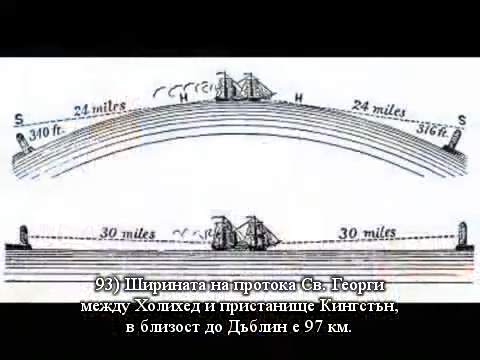 24 miles H H 24 miles
S S
310 ft. 316 ft.
30 miles 30 miles
93) Ширината на протока Св. Георги
между Холихед и пристанище Кингстън,
в близост до Дъблин е 97 км.